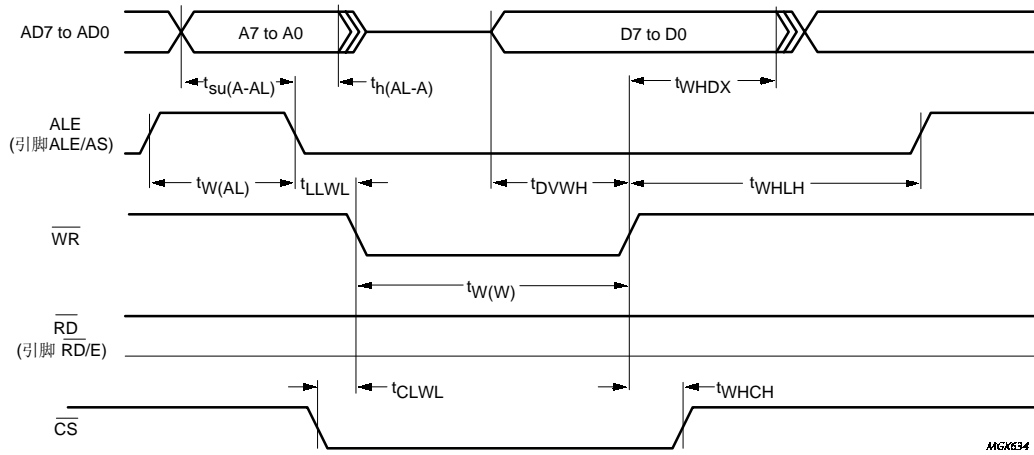 AD7 to AD0
A7 to A0
D7 to D0
tsu(A-AL)
th(AL-A)
tWHDX
ALE
(引脚ALE/AS)
tW(AL)
tLLWL
tDVWH
tWHLH
WR
tW(W)
RD
(引脚 RD/E)
tCLWL
tWHCH
CS
MGK634